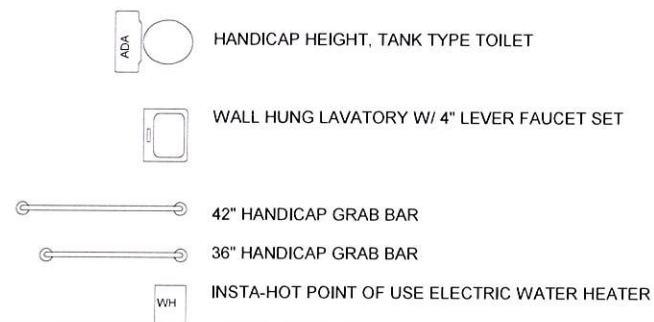 ADA
HANDICAP HEIGHT, TANK TYPE TOILET
WALL HUNG LAVATORY W/ 4" LEVER FAUCET SET
42" HANDICAP GRAB BAR
36" HANDICAP GRAB BAR
WH
INSTA-HOT POINT OF USE ELECTRIC WATER HEATER